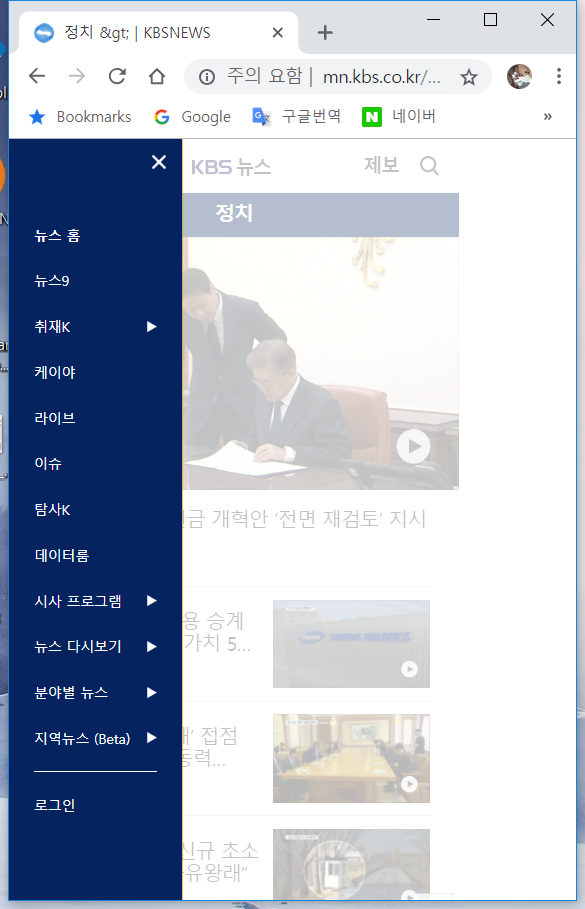 정치 &gt; | KBSNEWS
주의 요함 | mn.kbs.co.kr/...
Bookmarks Google 구글번역 네이버 »
KBS 뉴스 제보
정치
뉴스 홈
뉴스9
취재K
케이야
라이브
이슈
탐사K
데이터룸
시사 프로그램
뉴스 다시보기
분야별 뉴스
지역뉴스 (Beta)
로그인
개혁안 ‘전면 재검토’ 지시
승계
가치 5...
접점
동력...
신규 초소
유왕래”